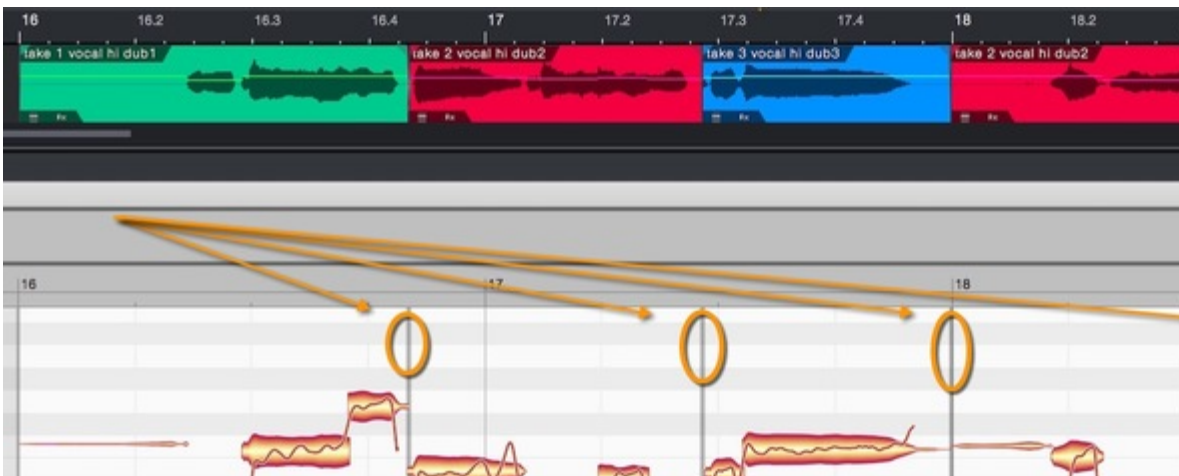 16 16.2 16.3 16.4 17 17.2 17.3 17.4 18 18.2
take 1 vocal hi dub1 take 2 vocal hi dub2 take 3 vocal hi dub3 take 2 vocal hi dub2
16 17 18